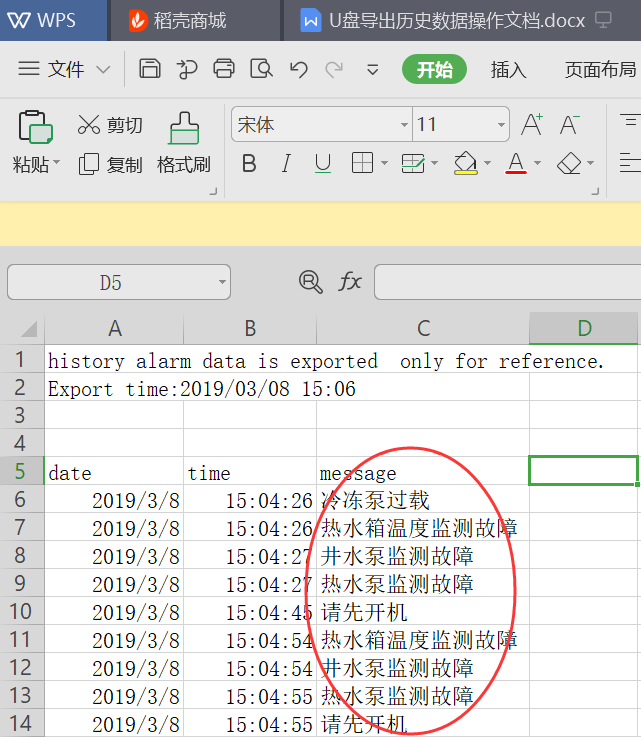 WPS 稻壳商城 U盘导出历史数据操作文档.docx
文件 开始 插入 页面布局
剪切 宋体 11 A+ A-
粘贴 复制 格式刷 B I U A
D5 fx
A B C D
1 history alarm data is exported only for reference.
2 Export time:2019/03/08 15:06
3
4
5 date time message
6 2019/3/8 15:04:26 冷冻泵过载
7 2019/3/8 15:04:26 热水箱温度监测故障
8 2019/3/8 15:04:27 井水泵监测故障
9 2019/3/8 15:04:27 热水泵监测故障
10 2019/3/8 15:04:45 请先开机
11 2019/3/8 15:04:54 热水箱温度监测故障
12 2019/3/8 15:04:54 井水泵监测故障
13 2019/3/8 15:04:55 热水泵监测故障
14 2019/3/8 15:04:55 请先开机